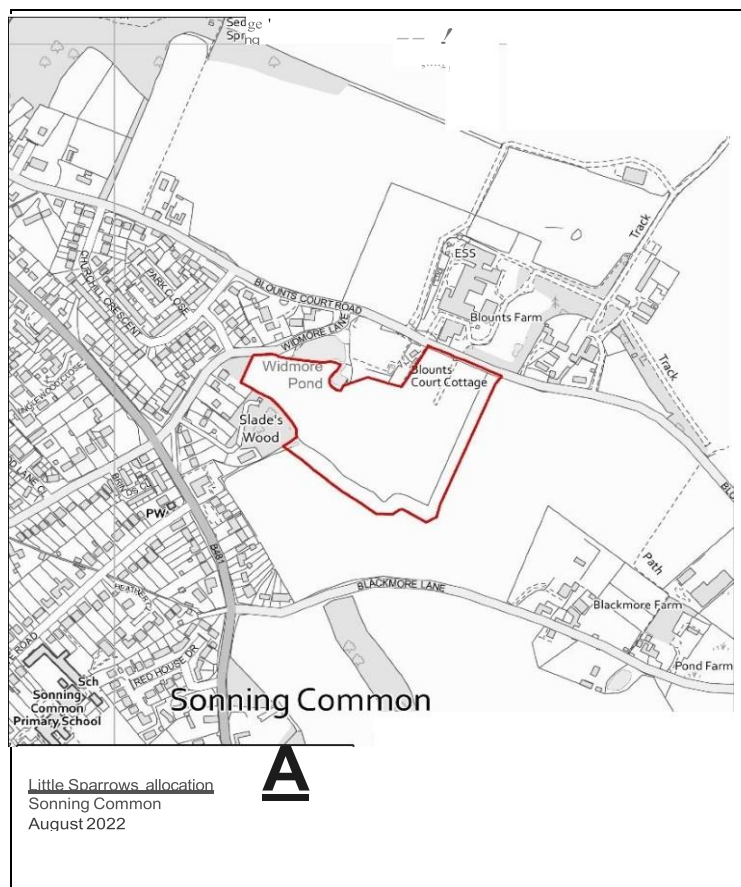 Sedge
Spring
BLOUNTS COURT ROAD
WIDMORE LANE
CHURCHILL CRESCENT
PARK CLOSE
ESS
Blounts Farm
Track
Track
Widmore
Pond
Blounts
Court Cottage
Slade's
Wood
PW
B481
BLACKMORE LANE
Path
Blackmore Farm
Pond Farm
RED HOUSE DR
Sch
Sonning
Common
Primary School
Sonning Common
A
Little Sparrows allocation
Sonning Common
August 2022